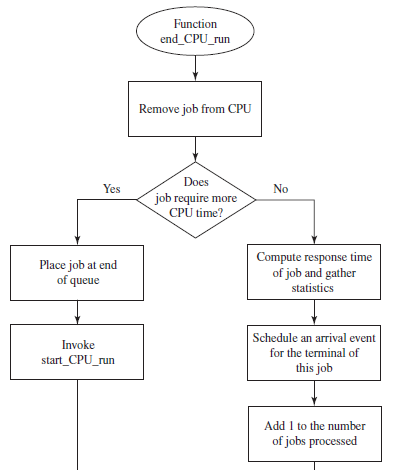 Function
end_CPU_run
Remove job from CPU
Does
job require more
CPU time?
Yes
No
Place job at end
of queue
Invoke
start_CPU_run
Compute response time
of job and gather
statistics
Schedule an arrival event
for the terminal of
this job
Add 1 to the number
of jobs processed